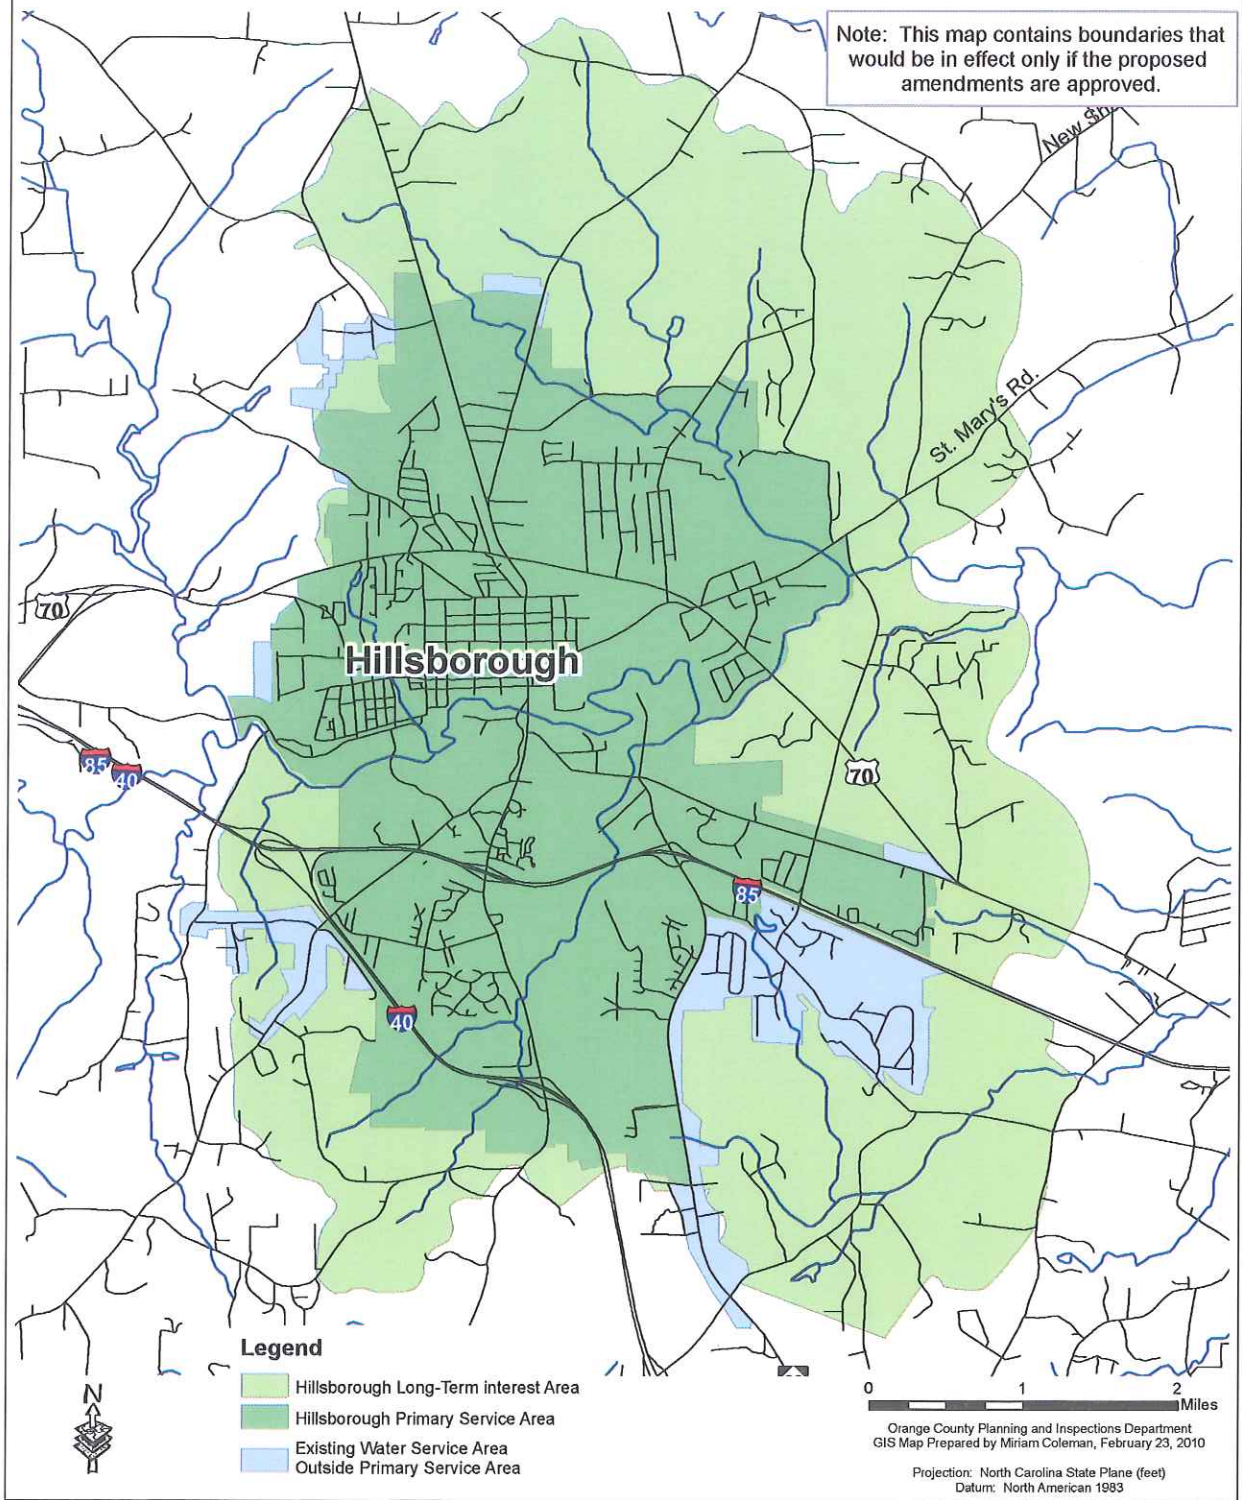 Note: This map contains boundaries that
would be in effect only if the proposed
amendments are approved.
New
St. Mary's Rd.
70
Hillsborough
85
40
70
85
40
Legend
Hillsborough Long-Term interest Area
Hillsborough Primary Service Area
Existing Water Service Area
Outside Primary Service Area
N
0 1 2
Miles
Orange County Planning and Inspections Department
GIS Map Prepared by Miriam Coleman, February 23, 2010
Projection: North Carolina State Plane (feet)
Datum: North American 1983